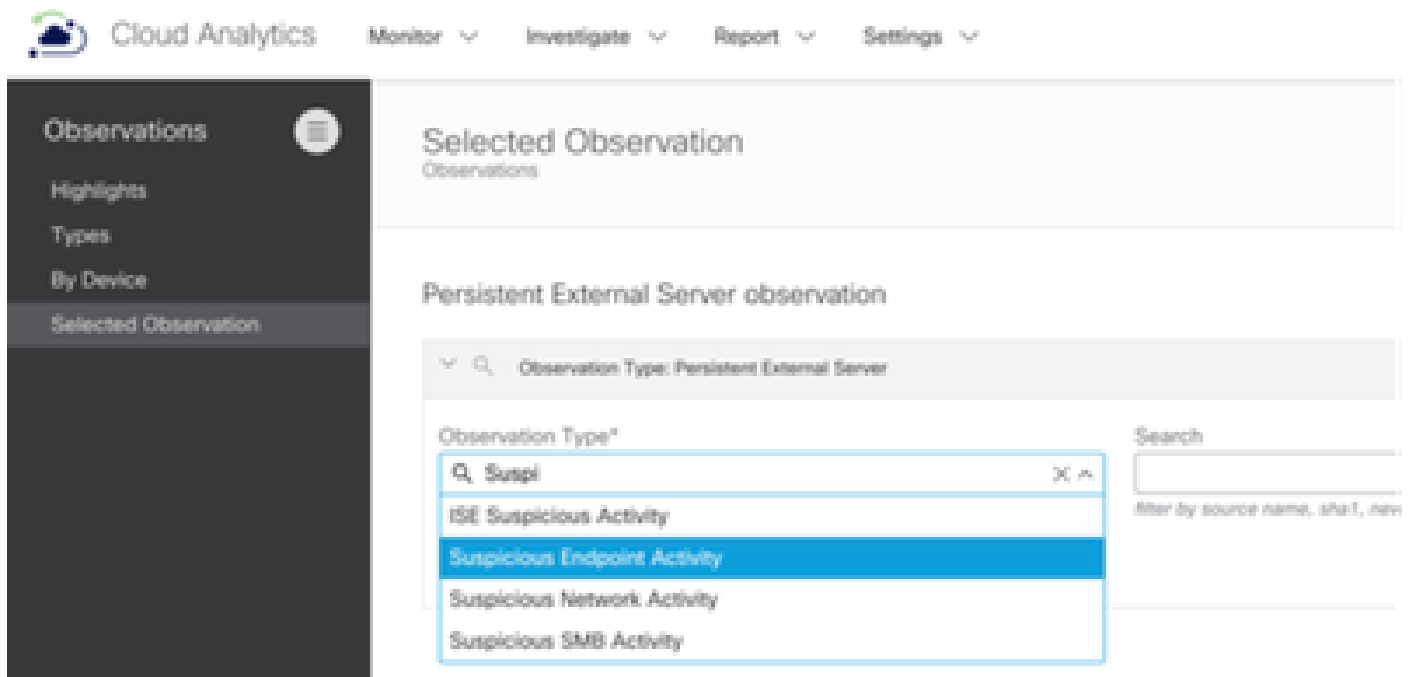 Cloud Analytics Monitor Investigate Report Settings
Observations
Highlights
Types
By Device
Selected Observation
Selected Observation
Observations
Persistent External Server observation
Observation Type: Persistent External Server
Observation Type*
Suspi
ISE Suspicious Activity
Suspicious Endpoint Activity
Suspicious Network Activity
Suspicious SMB Activity
Search
filter by source name, sha1,